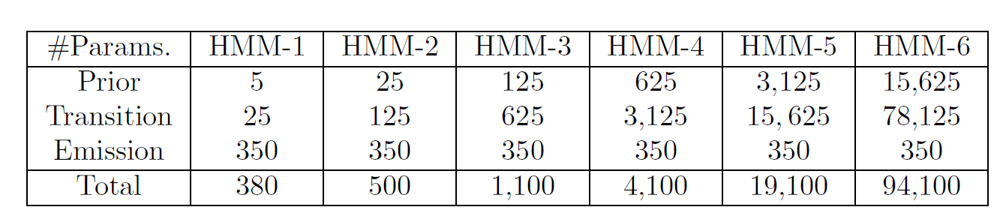 #Params. HMM-1 HMM-2 HMM-3 HMM-4 HMM-5 HMM-6
Prior 5 25 125 625 3,125 15,625
Transition 25 125 625 3,125 15, 625 78,125
Emission 350 350 350 350 350 350
Total 380 500 1,100 4,100 19,100 94,100